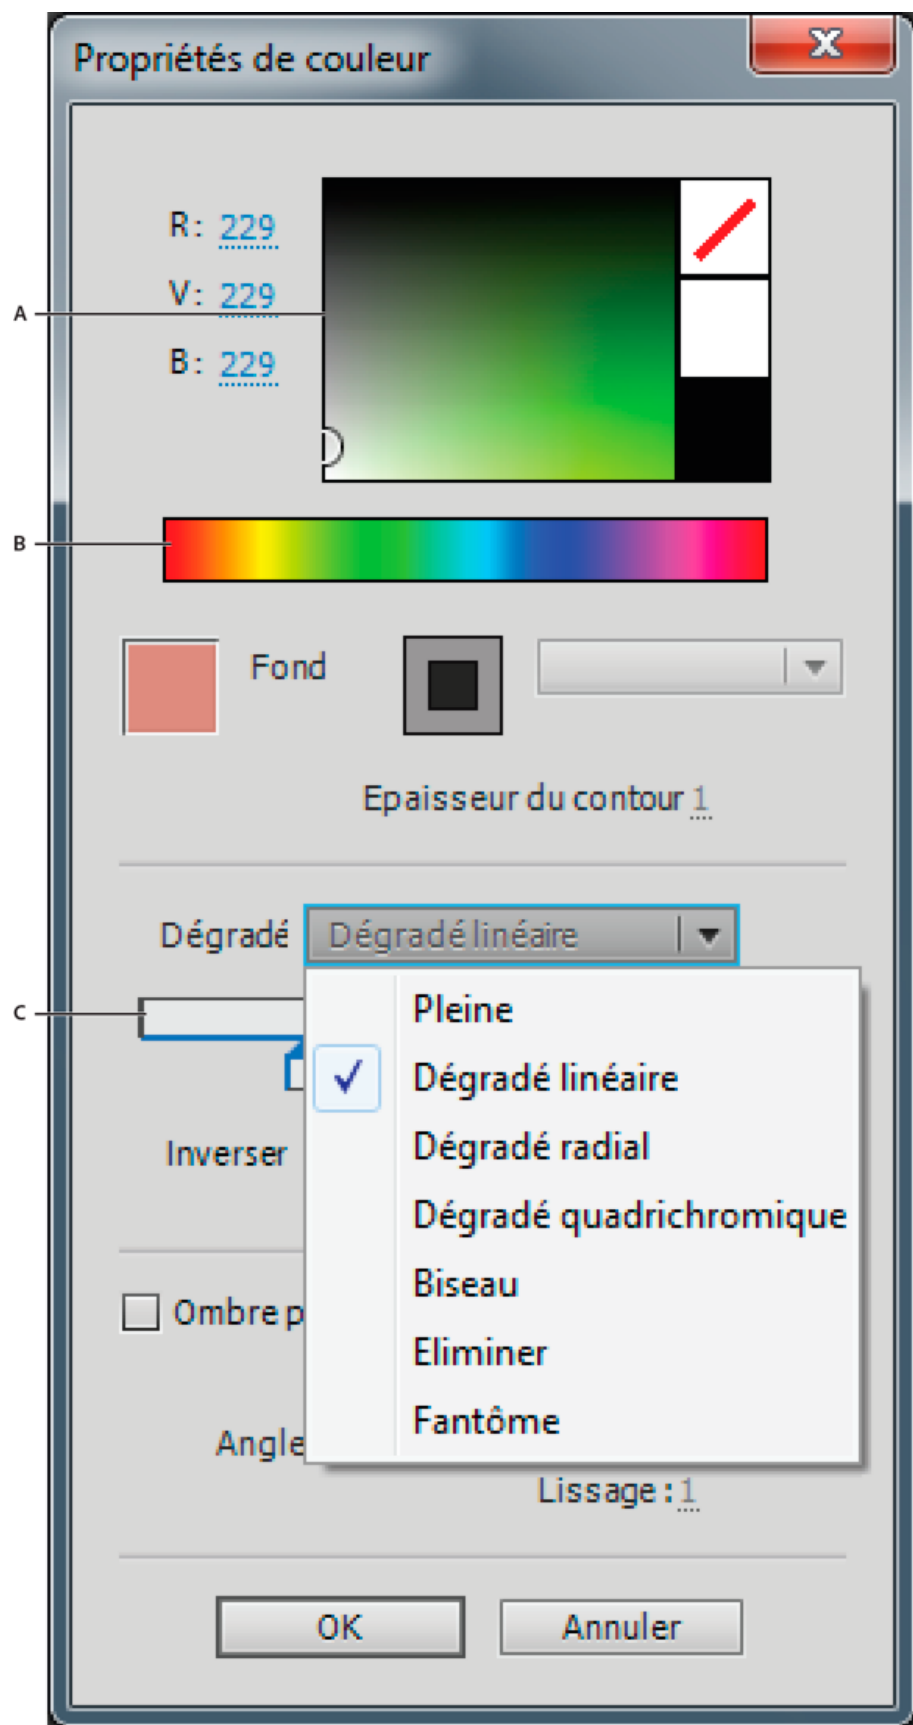 Propriétés de couleur
R: 229
V: 229
A
B: 229
B
Fond
Epaisseur du contour 1
Dégradé Dégradé linéaire
C
Pleine
Dégradé linéaire
Dégradé radial
Inverser
Dégradé quadrichromique
Biseau
Ombre p
Eliminer
Fantôme
Angle
Lissage : 1
OK Annuler